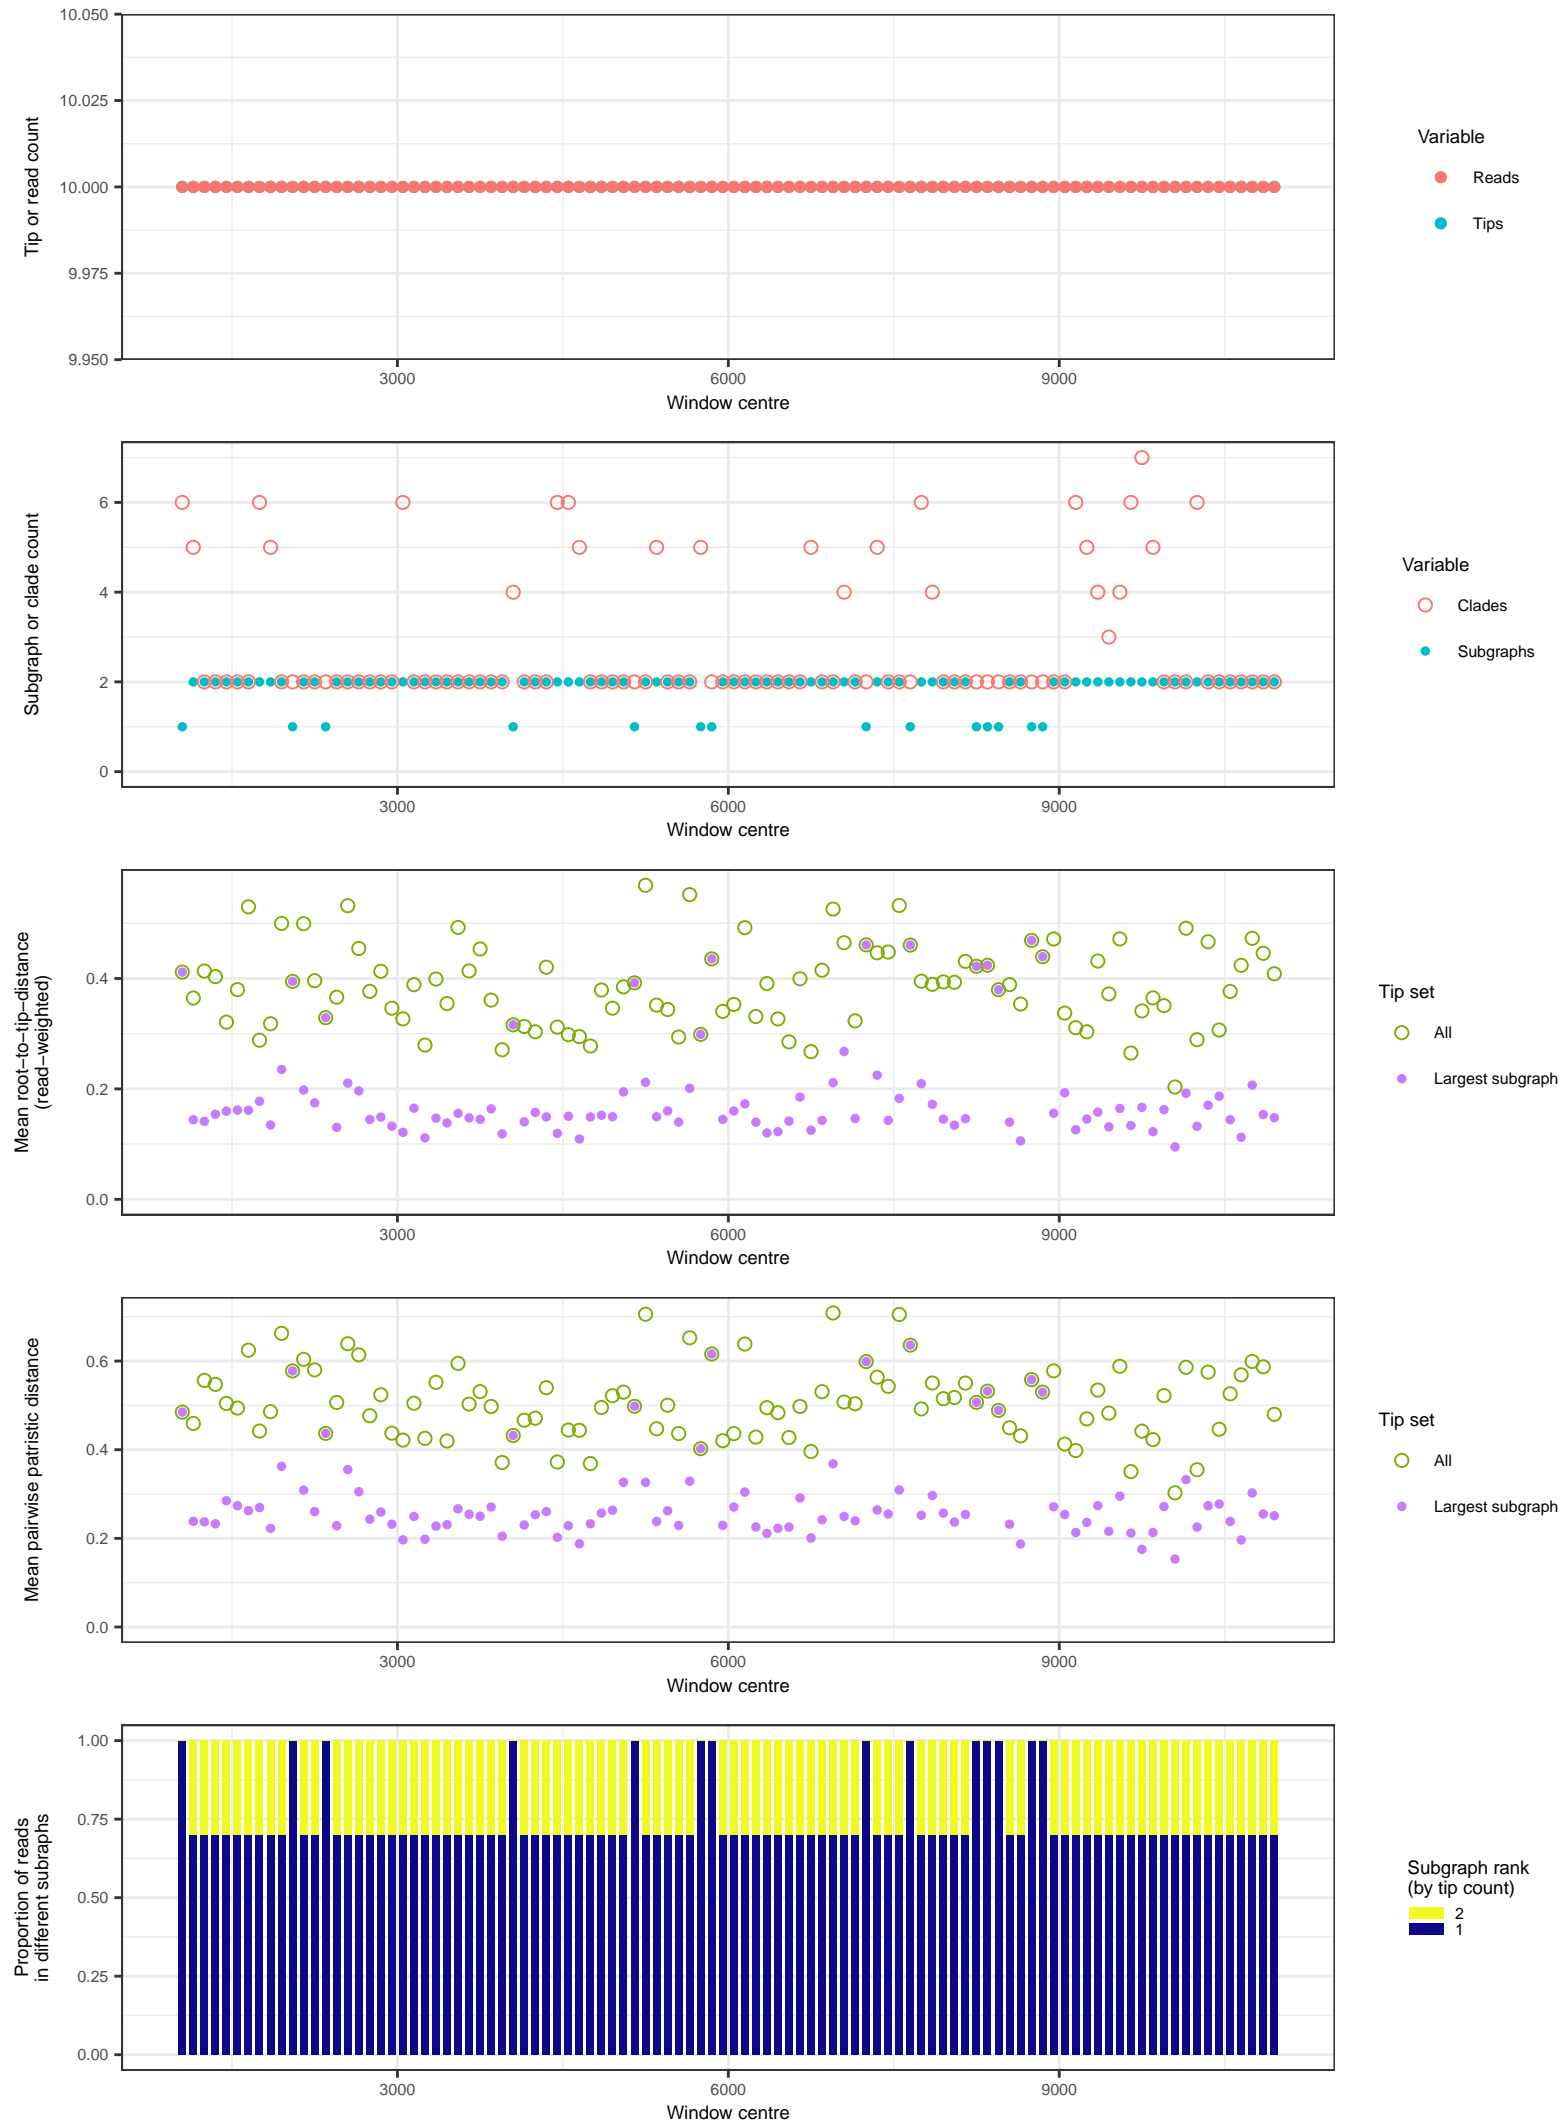 10.050
10.025
10.000
9.975
9.950
Tip or read count
3000
6000
9000
Window centre
Variable
Reads
Tips
6
4
2
0
Subgraph or clade count
3000
6000
9000
Window centre
Variable
Clades
Subgraphs
0.4
0.2
0.0
Mean root−to−tip−distance
(read−weighted)
3000
6000
9000
Window centre
Tip set
All
Largest subgraph
0.6
0.4
0.2
0.0
Mean pairwise patristic distance
3000
6000
9000
Window centre
Tip set
All
Largest subgraph
1.00
0.75
0.50
0.25
0.00
Proportion of reads
in different subraphs
3000
6000
9000
Window centre
Subgraph rank
(by tip count)
2
1